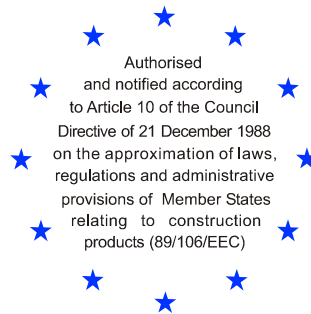 Authorised
and notified according
to Article 10 of the Council
Directive of 21 December 1988
on the approximation of laws,
regulations and administrative
provisions of Member States
relating to construction
products (89/106/EEC)